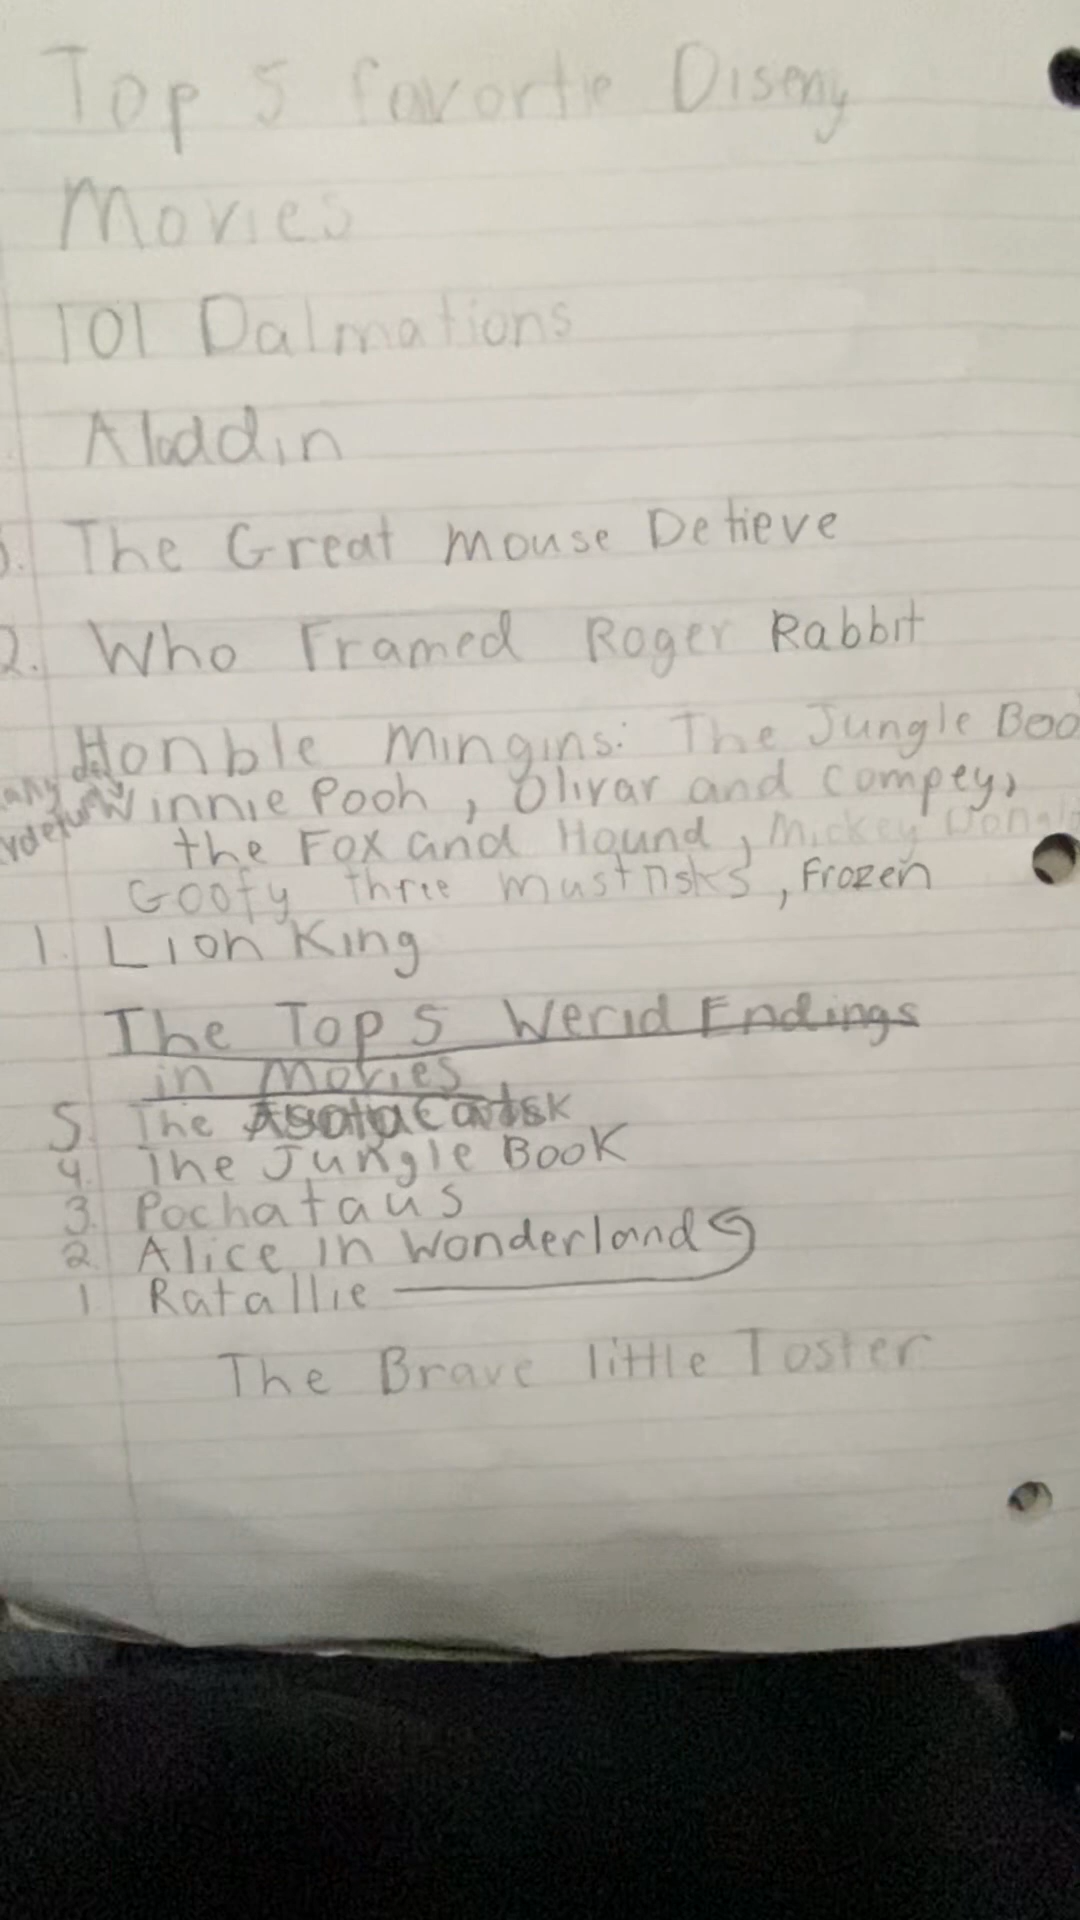 Top 5 favortie Diseny
Movies
101 Dalmations
Aladdin
3. The Great mouse Detieve
2. Who Framed Roger Rabbit
Honble mingins: The Jungle Boo
any
Winnie Pooh, Olivar and compey,
the Fox and Hound, Mickey Donald
Goofy three mustrisks, Frozen
1. Lion King
The Top 5 Werid Endings
in Movies
5. The
4. The Jungle Book
3. Pochataus
2. Alice in Wonderland
1. Ratallie
The Brave little Toster